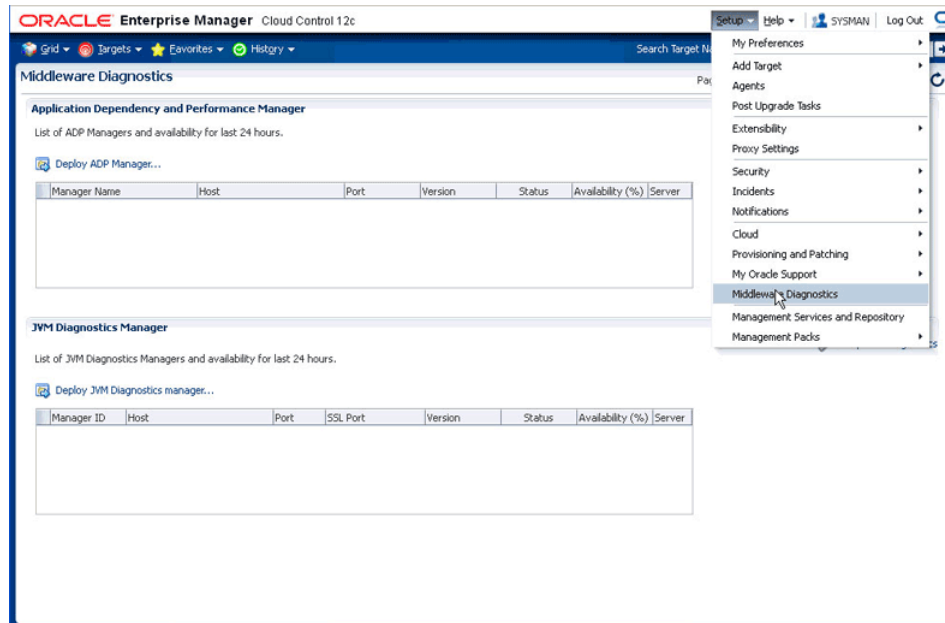 ORACLE Enterprise Manager Cloud Control 12c
Setup Help SYSMAN Log Out
Grid Targets Favorites History
Search Target Na
Middleware Diagnostics
Application Dependency and Performance Manager
List of ADP Managers and availability for last 24 hours.
Deploy ADP Manager...
Manager Name Host Port Version Status Availability (%) Server
JVM Diagnostics Manager
List of JVM Diagnostics Managers and availability for last 24 hours.
Deploy JVM Diagnostics manager...
Manager ID Host Port SSL Port Version Status Availability (%) Server
My Preferences
Add Target
Agents
Post Upgrade Tasks
Extensibility
Proxy Settings
Security
Incidents
Notifications
Cloud
Provisioning and Patching
My Oracle Support
Middleware Diagnostics
Management Services and Repository
Management Packs